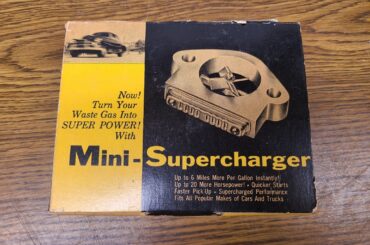 Now!
Turn Your
Waste Gas Into
SUPER POWER!
With
Mini-Supercharger
Up to 6 Miles More Per Gallon Instantly!
Up to 20 More Horsepower! • Quicker Starts
Faster Pick Up • Supercharged Performance
Fits All Popular Makes of Cars And Trucks